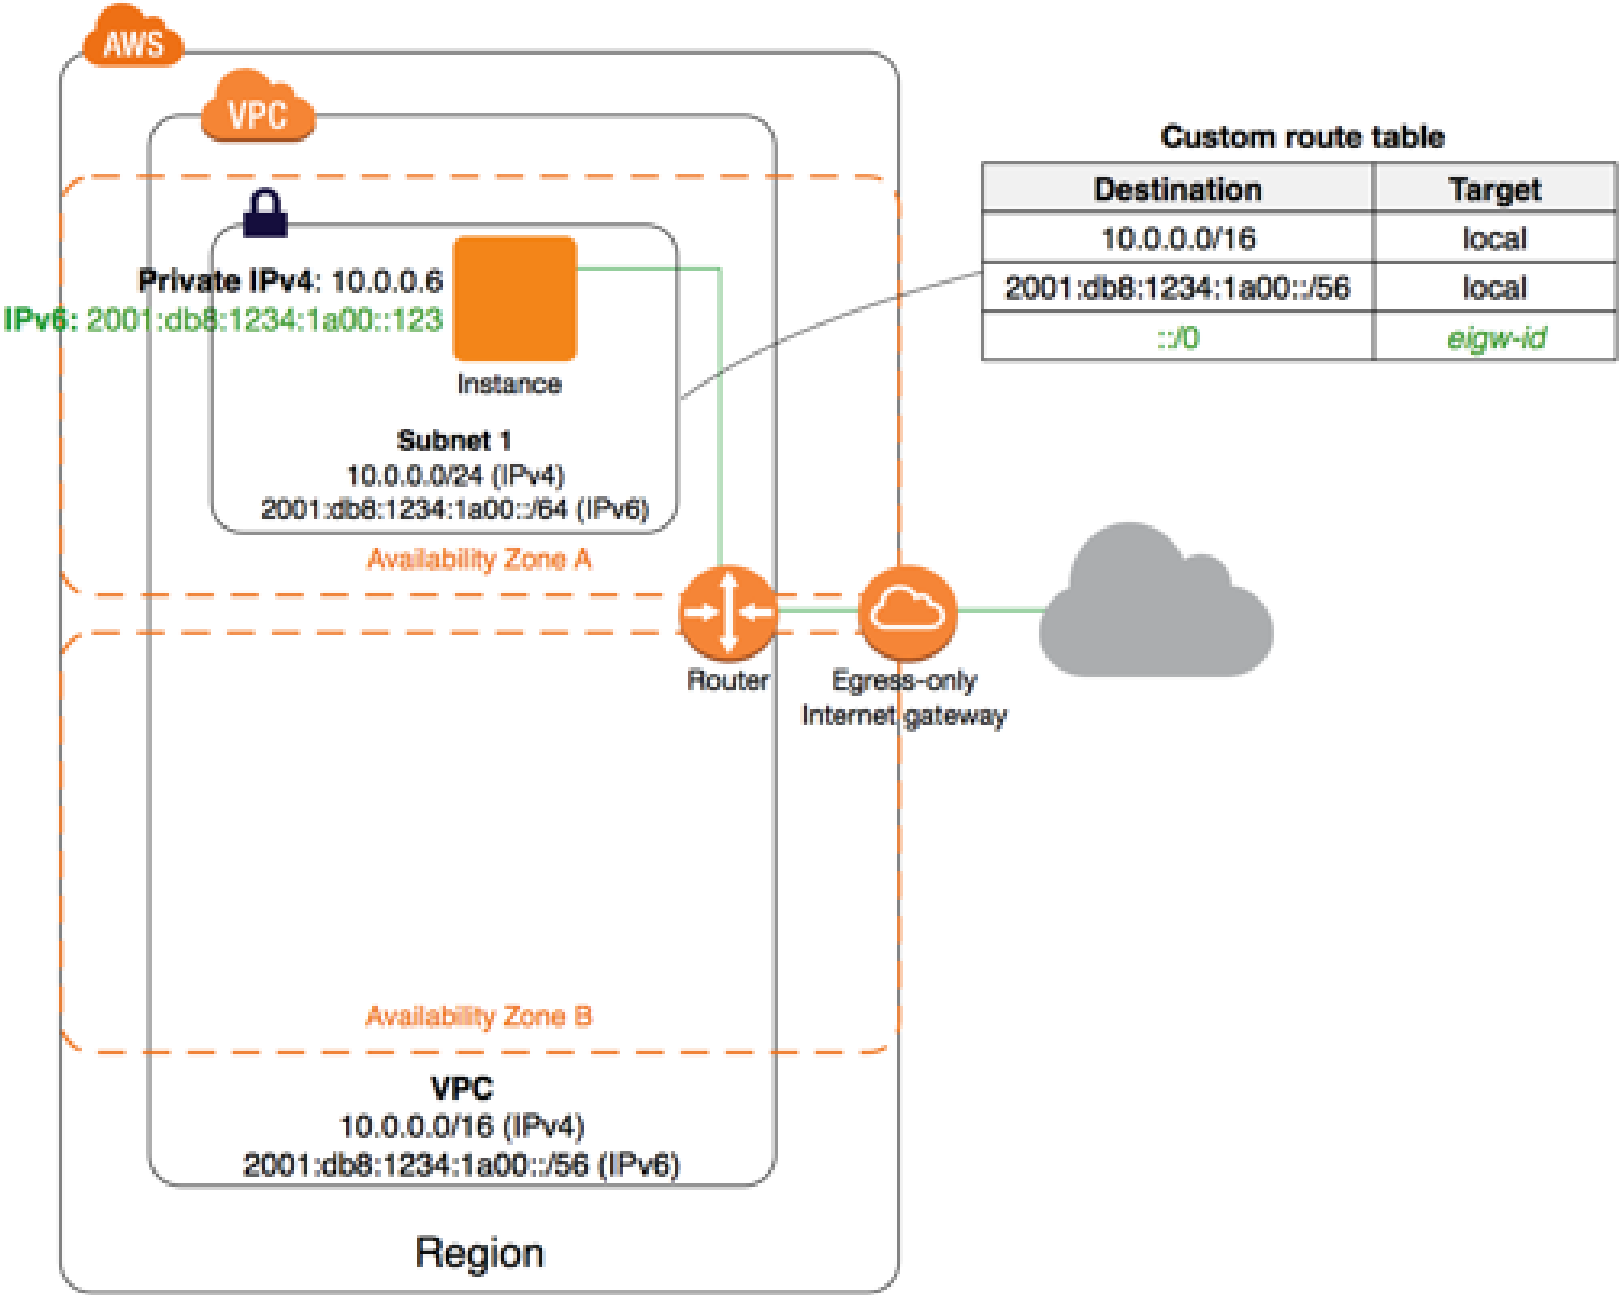 AWS
VPC
Custom route table
Destination Target
10.0.0.0/16 local
2001:db8:1234:1a00::/56 local
::/0 eigw-id
Private IPv4: 10.0.0.6
IPv6: 2001:db8:1234:1a00::123
Instance
Subnet 1
10.0.0.0/24 (IPv4)
2001:db8:1234:1a00::/64 (IPv6)
Availability Zone A
Router
Egress-only
Internet gateway
Availability Zone B
VPC
10.0.0.0/16 (IPv4)
2001:db8:1234:1a00::/56 (IPv6)
Region